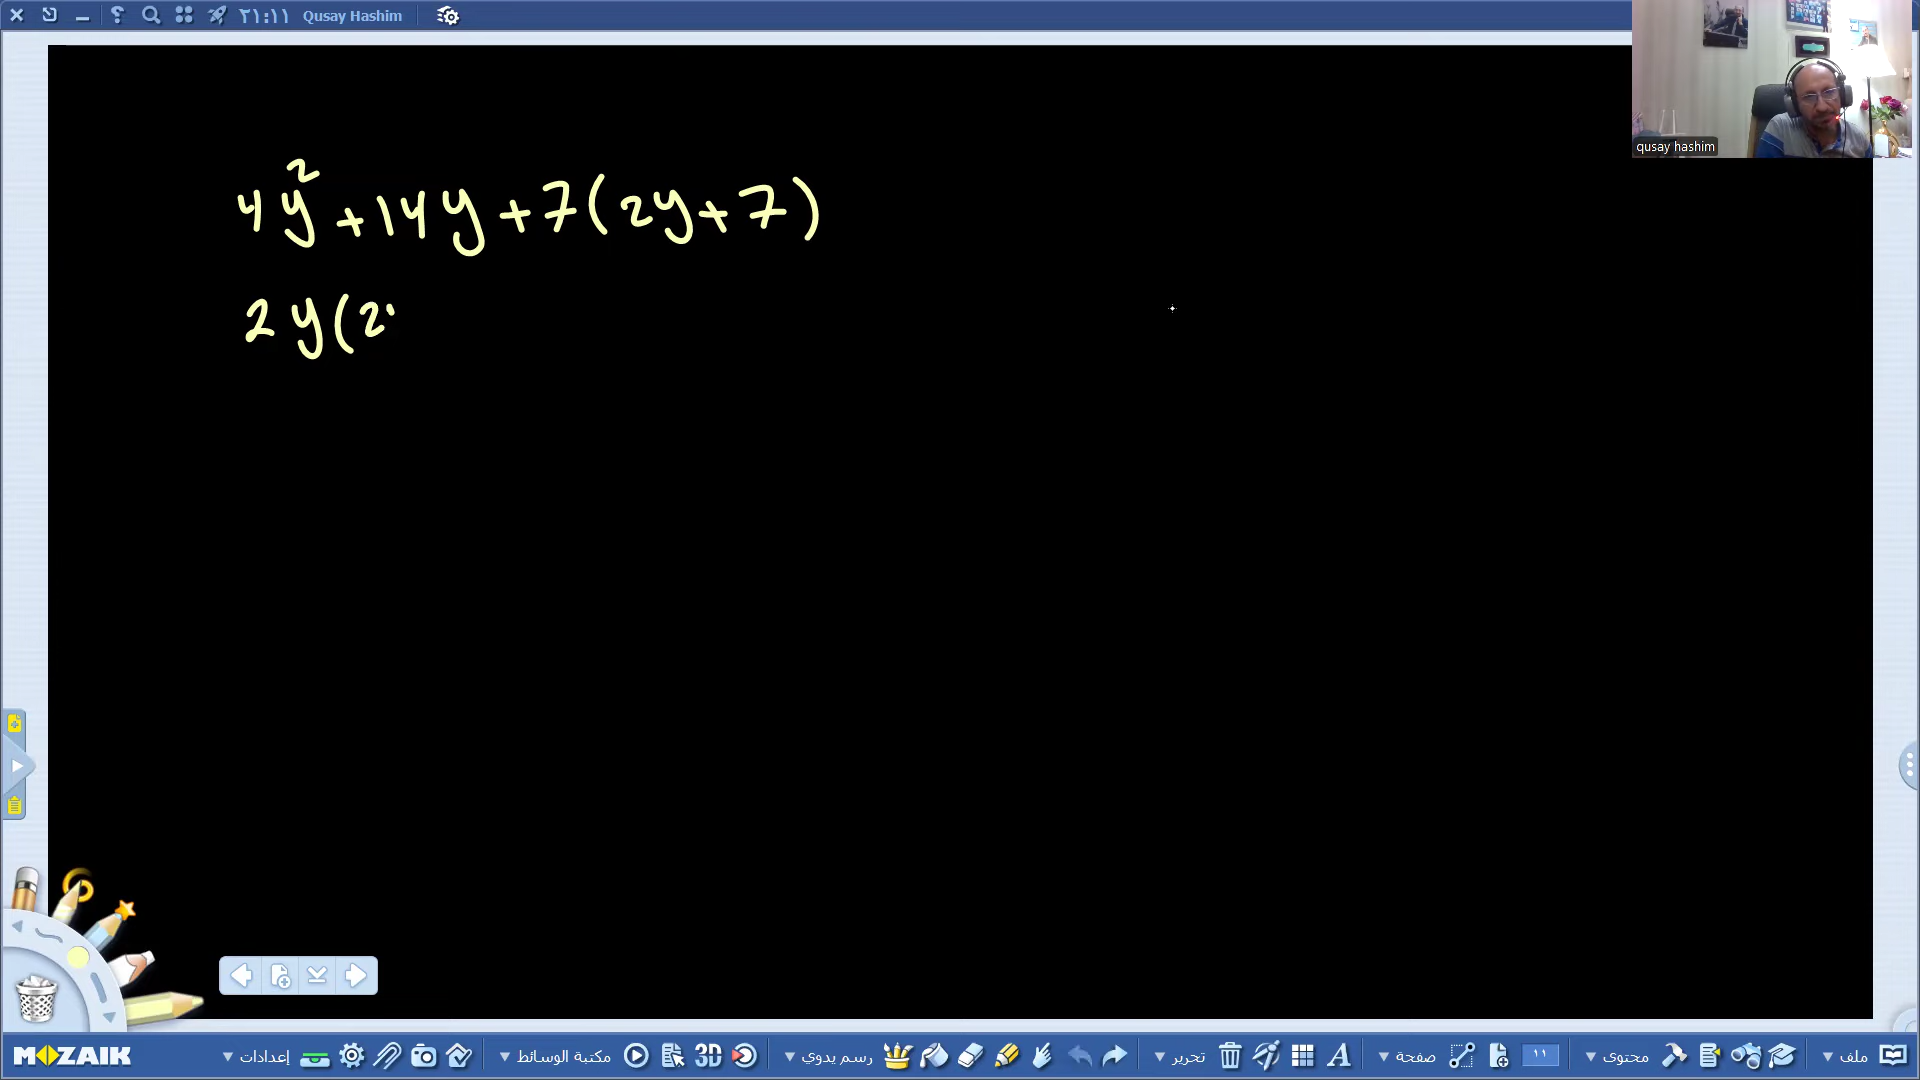 ٢١:١١ Qusay Hashim
qusay hashim
4y² + 14y + 7(2y + 7)
2y(2
MOZAIK
إعدادات
مكتبة الوسائط
3D
رسم يدوي
تحرير
A
صفحة
١١
محتوى
ملف